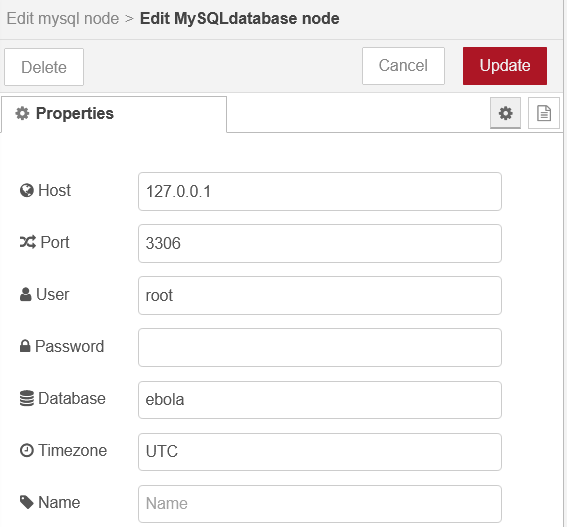 Edit mysql node > Edit MySQLdatabase node
Delete
Cancel
Update
Properties
Host
127.0.0.1
Port
3306
User
root
Password
Database
ebola
Timezone
UTC
Name
Name